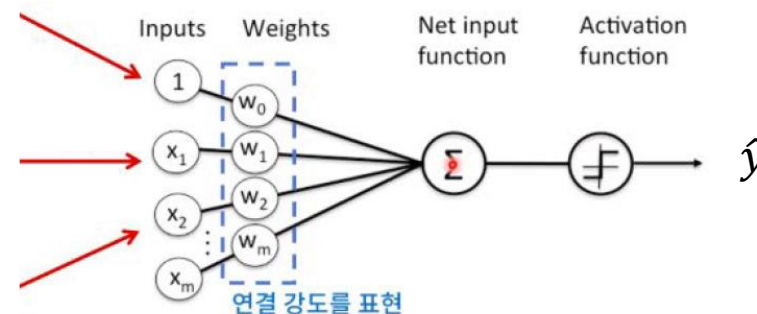 Inputs Weights Net input function Activation function
1 w₀
x₁ w₁ Σ ŷ
x₂ w₂
⋮
xₘ wₘ
연결 강도를 표현